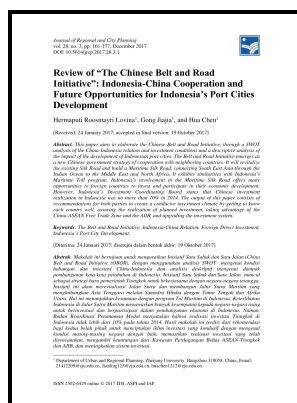 Journal of Regional and City Planning
vol. 28, no. 3, pp. 161-177, December 2017
DOI: 10.5614/jrcp.2017.28.3.1
Review of “The Chinese Belt and Road
Initiative”: Indonesia-China Cooperation and
Future Opportunities for Indonesia’s Port Cities
Development
Hermaputi Roosmayri Lovina¹, Gong Jiajia¹, and Hua Chen¹
[Received: 24 January 2017; accepted in final version: 19 October 2017]
Abstract. This paper aims to elaborate the Chinese Belt and Road Initiative, through a SWOT
analysis of the China-Indonesia relation and investment conditions and a descriptive analysis of
the impact of the development of Indonesian port cities. The Belt and Road Initiative emerges as
a new Chinese government strategy of cooperation with neighboring countries. It will revitalize
the existing Silk Road and build a Maritime Silk Road, connecting South East Asia through the
Indian Ocean to the Middle East and North Africa. It exhibits similarities with Indonesia’s
Maritime Toll program. Indonesia’s involvement in the Maritime Silk Road offers many
opportunities to foreign countries to invest and participate in their economic development.
However, Indonesia’s Investment Coordinating Board states that Chinese investment
realization in Indonesia was no more than 10% in 2014. The output of this paper consists of
recommendations for both parties to create a conducive investment climate by getting to know
each country well, assuring the realization of planned investment, taking advantage of the
China-ASEAN Free Trade Zone and the AIIB, and upgrading the investment system.
Keywords. The Belt and Road Initiative, Indonesia-China Relation, Foreign Direct Investment,
Indonesia’s Port City Development.
[Diterima: 24 Januari 2017; disetujui dalam bentuk akhir: 19 Oktober 2017]
Abstrak. Makalah ini bertujuan untuk memaparkan Inisiatif Satu Sabuk dan Satu Jalan China/
Belt and Road Initiative (OBOR), dengan menggunakan analisis SWOT mengenai kondisi
hubungan dan investasi China-Indonesia dan analisis deskriptif mengenai dampak
pembangunan kota-kota pelabuhan di Indonesia. Inisiatif Satu Sabuk dan Satu Jalan muncul
sebagai strategi baru pemerintah Tiongkok untuk bekerjasama dengan negara-negara tetangga.
Inisiatif ini akan merevitalisasi Jalur Sutra dan membangun Jalur Sutra Maritim yang
menghubungkan Asia Tenggara melalui Samudra Hindia dengan Timur Tengah dan Afrika
Utara. Hal ini menunjukkan kesamaan dengan program Tol Maritim di Indonesia. Keterlibatan
Indonesia di Jalur Sutra Maritim menawarkan banyak kesempatan kepada negara-negara asing
untuk berinvestasi dan berpartisipasi dalam pembangunan ekonomi di Indonesia. Namun,
Badan Koordinasi Penanaman Modal menyatakan bahwa realisasi investasi Tiongkok di
Indonesia tidak lebih dari 10% pada tahun 2014. Hasil makalah ini terdiri dari rekomendasi
bagi kedua belah pihak untuk menciptakan iklim investasi yang kondusif dengan mengenal
kondisi masing-masing negara dengan baik, memastikan realisasi investasi yang telah
direncanakan, mengambil keuntungan dari Kawasan Perdagangan Bebas ASEAN-Tiongkok
dan AIIB, dan meningkatkan sistem investasi.
¹ Department of Urban and Regional Planning, Zhejiang University, Hangzhou 310058, China, Email:
ISSN 2502-6429 online © 2017 ITB, ASPI and IAP